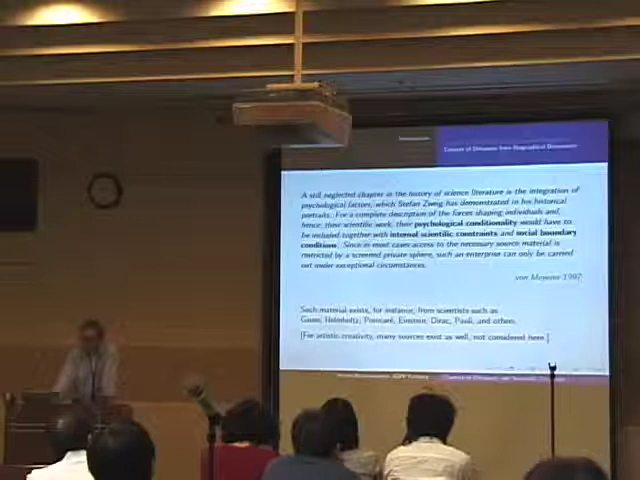 A still neglected chapter in the history of science literature is the integration of
psychological factors, which Stefan Zweig has demonstrated in his historical
portraits. For a complete description of the forces shaping individuums and,
hence, their scientific work, their psychological conditionality would have to
be included together with internal scientific constraints and social boundary
conditions. Since in most cases access to the necessary source material is
restricted by a screened private sphere, such an enterprise can only be carried
out under exceptional circumstances.
von Meyenn 1997
Such material exists, for instance, from scientists such as
Gauss, Helmholtz, Poincaré, Einstein, Dirac, Pauli, and others.
[For artistic creativity, many sources exist as well, not considered here.]